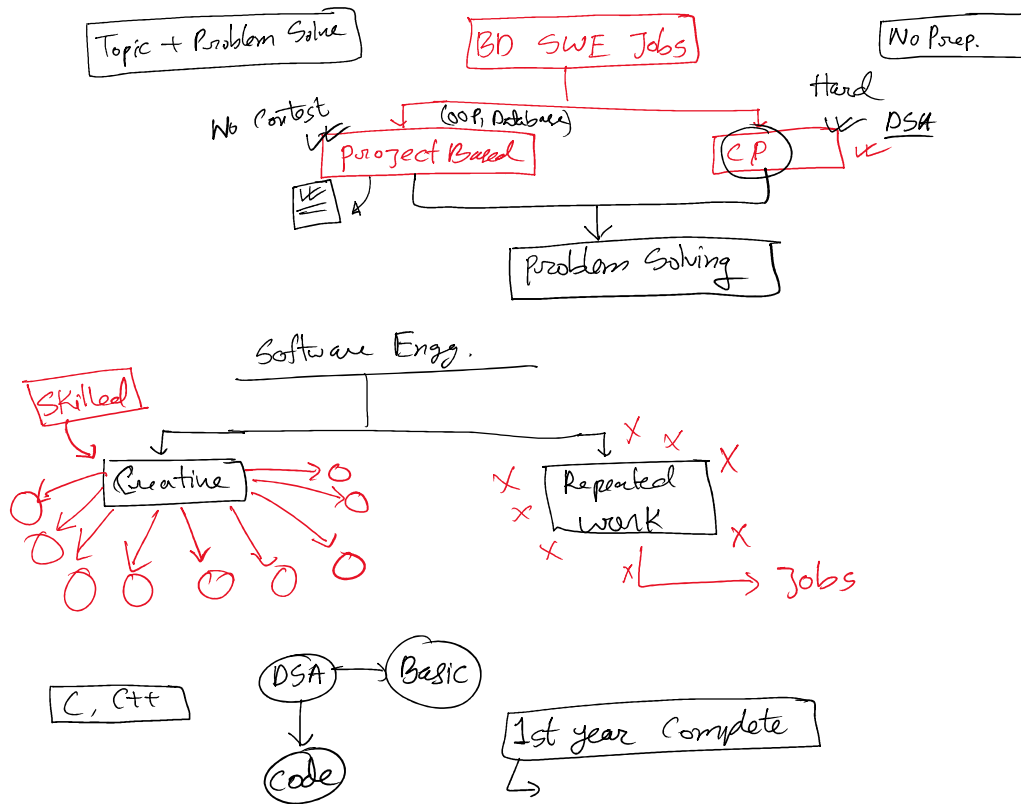 Topic + Problem Solve
BD SWE Jobs
No Prep.
Hard
No Contest
(OOP, Database)
DSA
Project Based
CP
Problem Solving
Software Engg.
Skilled
Creative
Repeated
work
Jobs
DSA
Basic
C, C++
1st year Complete
Code